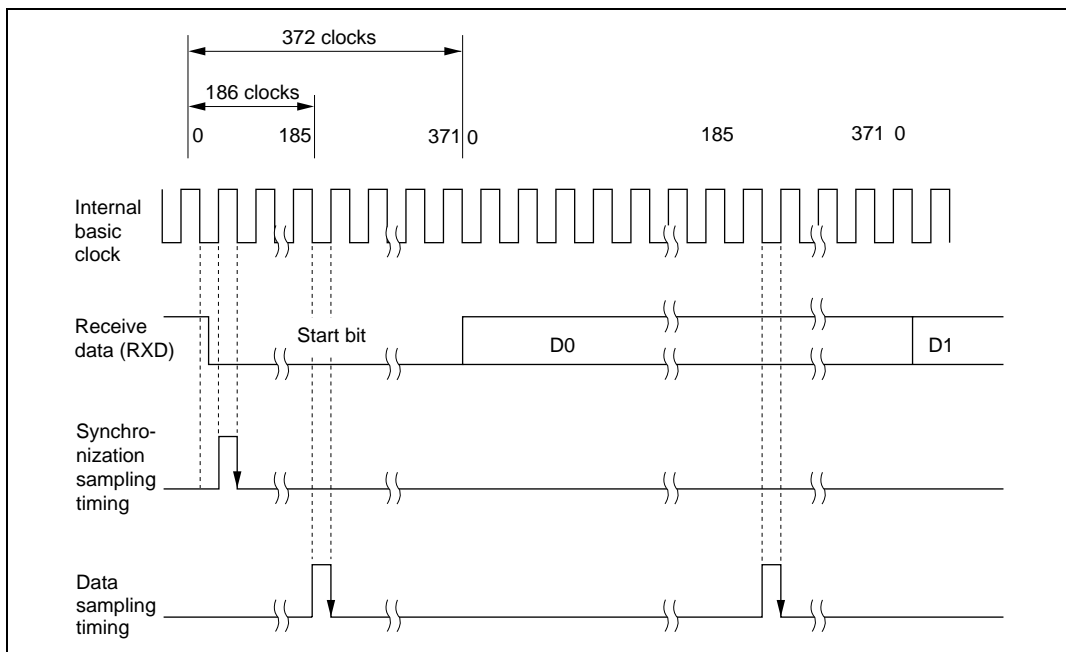 372 clocks
186 clocks
0 185 371 0 185 371 0
Internal
basic
clock
Receive
data (RXD)
Start bit
D0
D1
Synchro-
nization
sampling
timing
Data
sampling
timing